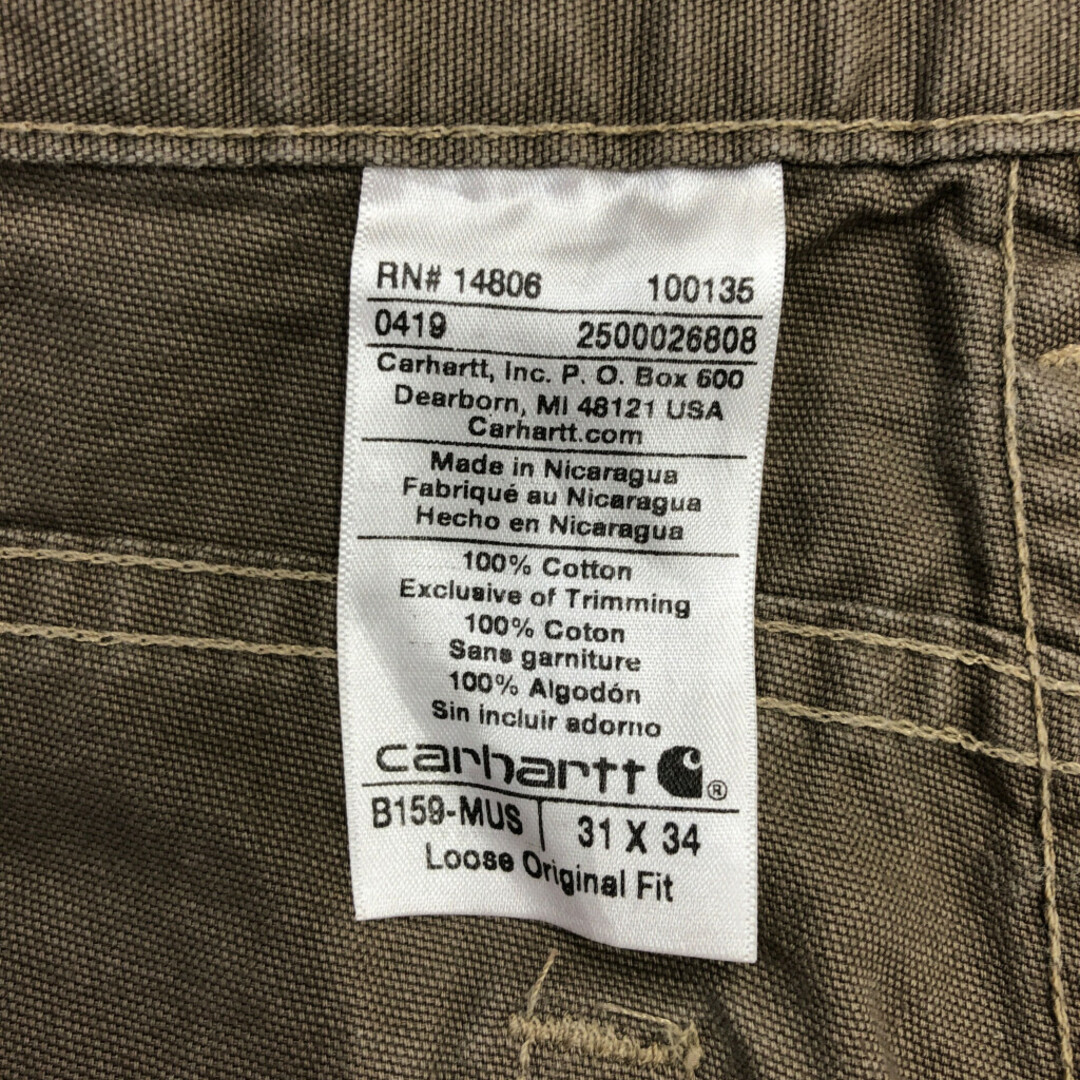 RN# 14806 100135
0419 2500026808
Carhartt, Inc. P. O. Box 600
Dearborn, MI 48121 USA
Carhartt.com
Made in Nicaragua
Fabriqué au Nicaragua
Hecho en Nicaragua
100% Cotton
Exclusive of Trimming
100% Coton
Sans garniture
100% Algodón
Sin incluir adorno
carhartt ®
B159-MUS 31 X 34
Loose Original Fit